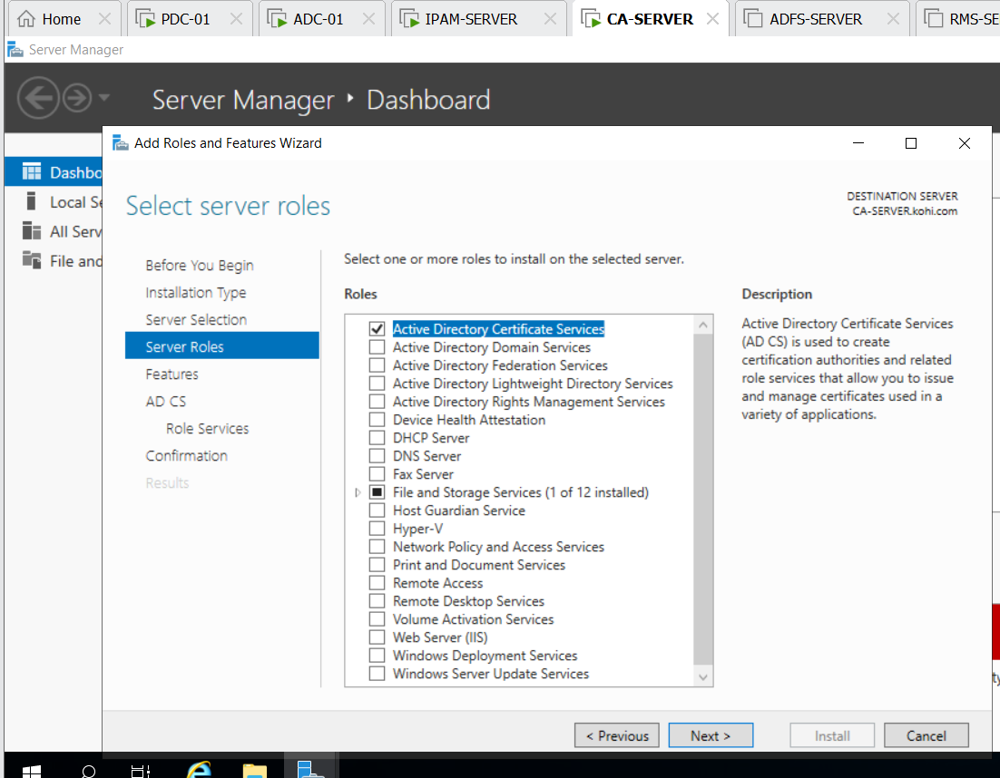 Home
PDC-01
ADC-01
IPAM-SERVER
CA-SERVER
ADFS-SERVER
RMS-SE
Server Manager
Server Manager ‣ Dashboard
Dashbo
Local Se
All Serv
File and
Add Roles and Features Wizard
Select server roles
DESTINATION SERVER
CA-SERVER.kohi.com
Before You Begin
Installation Type
Server Selection
Server Roles
Features
AD CS
Role Services
Confirmation
Results
Select one or more roles to install on the selected server.
Roles
Active Directory Certificate Services
Active Directory Domain Services
Active Directory Federation Services
Active Directory Lightweight Directory Services
Active Directory Rights Management Services
Device Health Attestation
DHCP Server
DNS Server
Fax Server
File and Storage Services (1 of 12 installed)
Host Guardian Service
Hyper-V
Network Policy and Access Services
Print and Document Services
Remote Access
Remote Desktop Services
Volume Activation Services
Web Server (IIS)
Windows Deployment Services
Windows Server Update Services
Description
Active Directory Certificate Services
(AD CS) is used to create
certification authorities and related
role services that allow you to issue
and manage certificates used in a
variety of applications.
< Previous
Next >
Install
Cancel